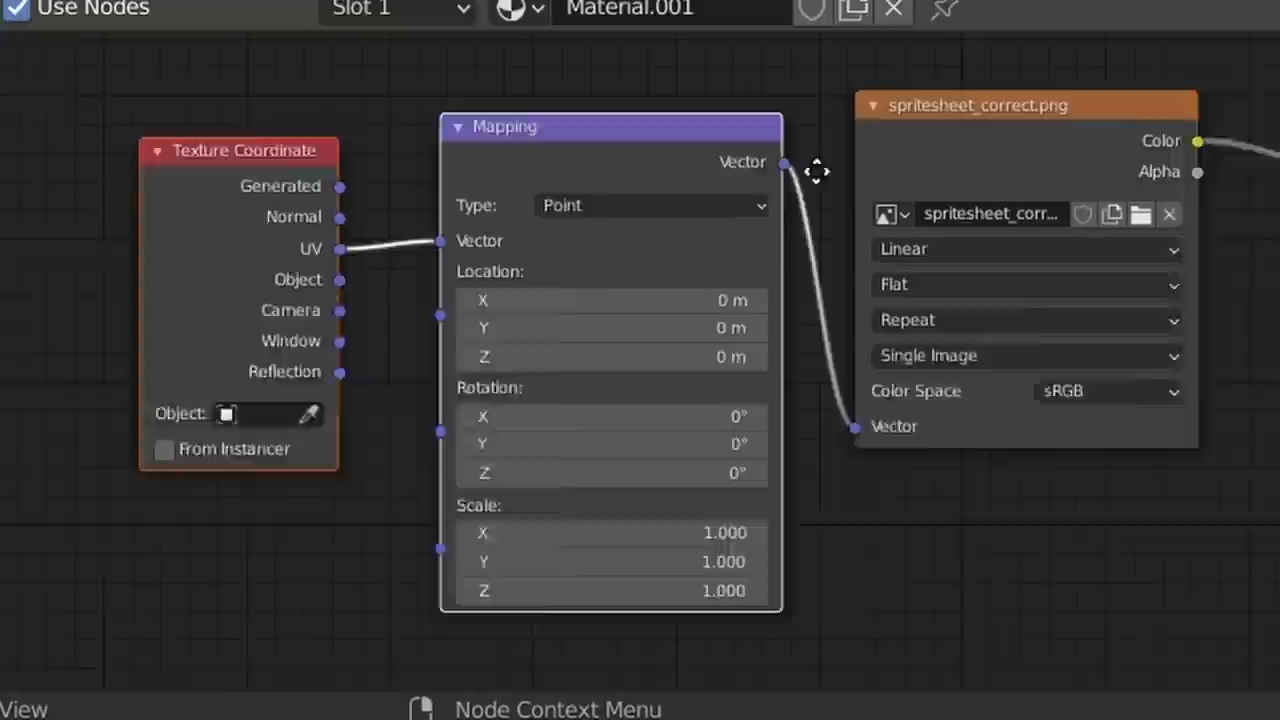 Use Nodes
Slot 1
Material.001
Texture Coordinate
Generated
Normal
UV
Object
Camera
Window
Reflection
Object:
From Instancer
Mapping
Vector
Type:
Point
Vector
Location:
X 0 m
Y 0 m
Z 0 m
Rotation:
X 0°
Y 0°
Z 0°
Scale:
X 1.000
Y 1.000
Z 1.000
spritesheet_correct.png
Color
Alpha
spritesheet_corr...
Linear
Flat
Repeat
Single Image
Color Space sRGB
Vector
View
Node Context Menu